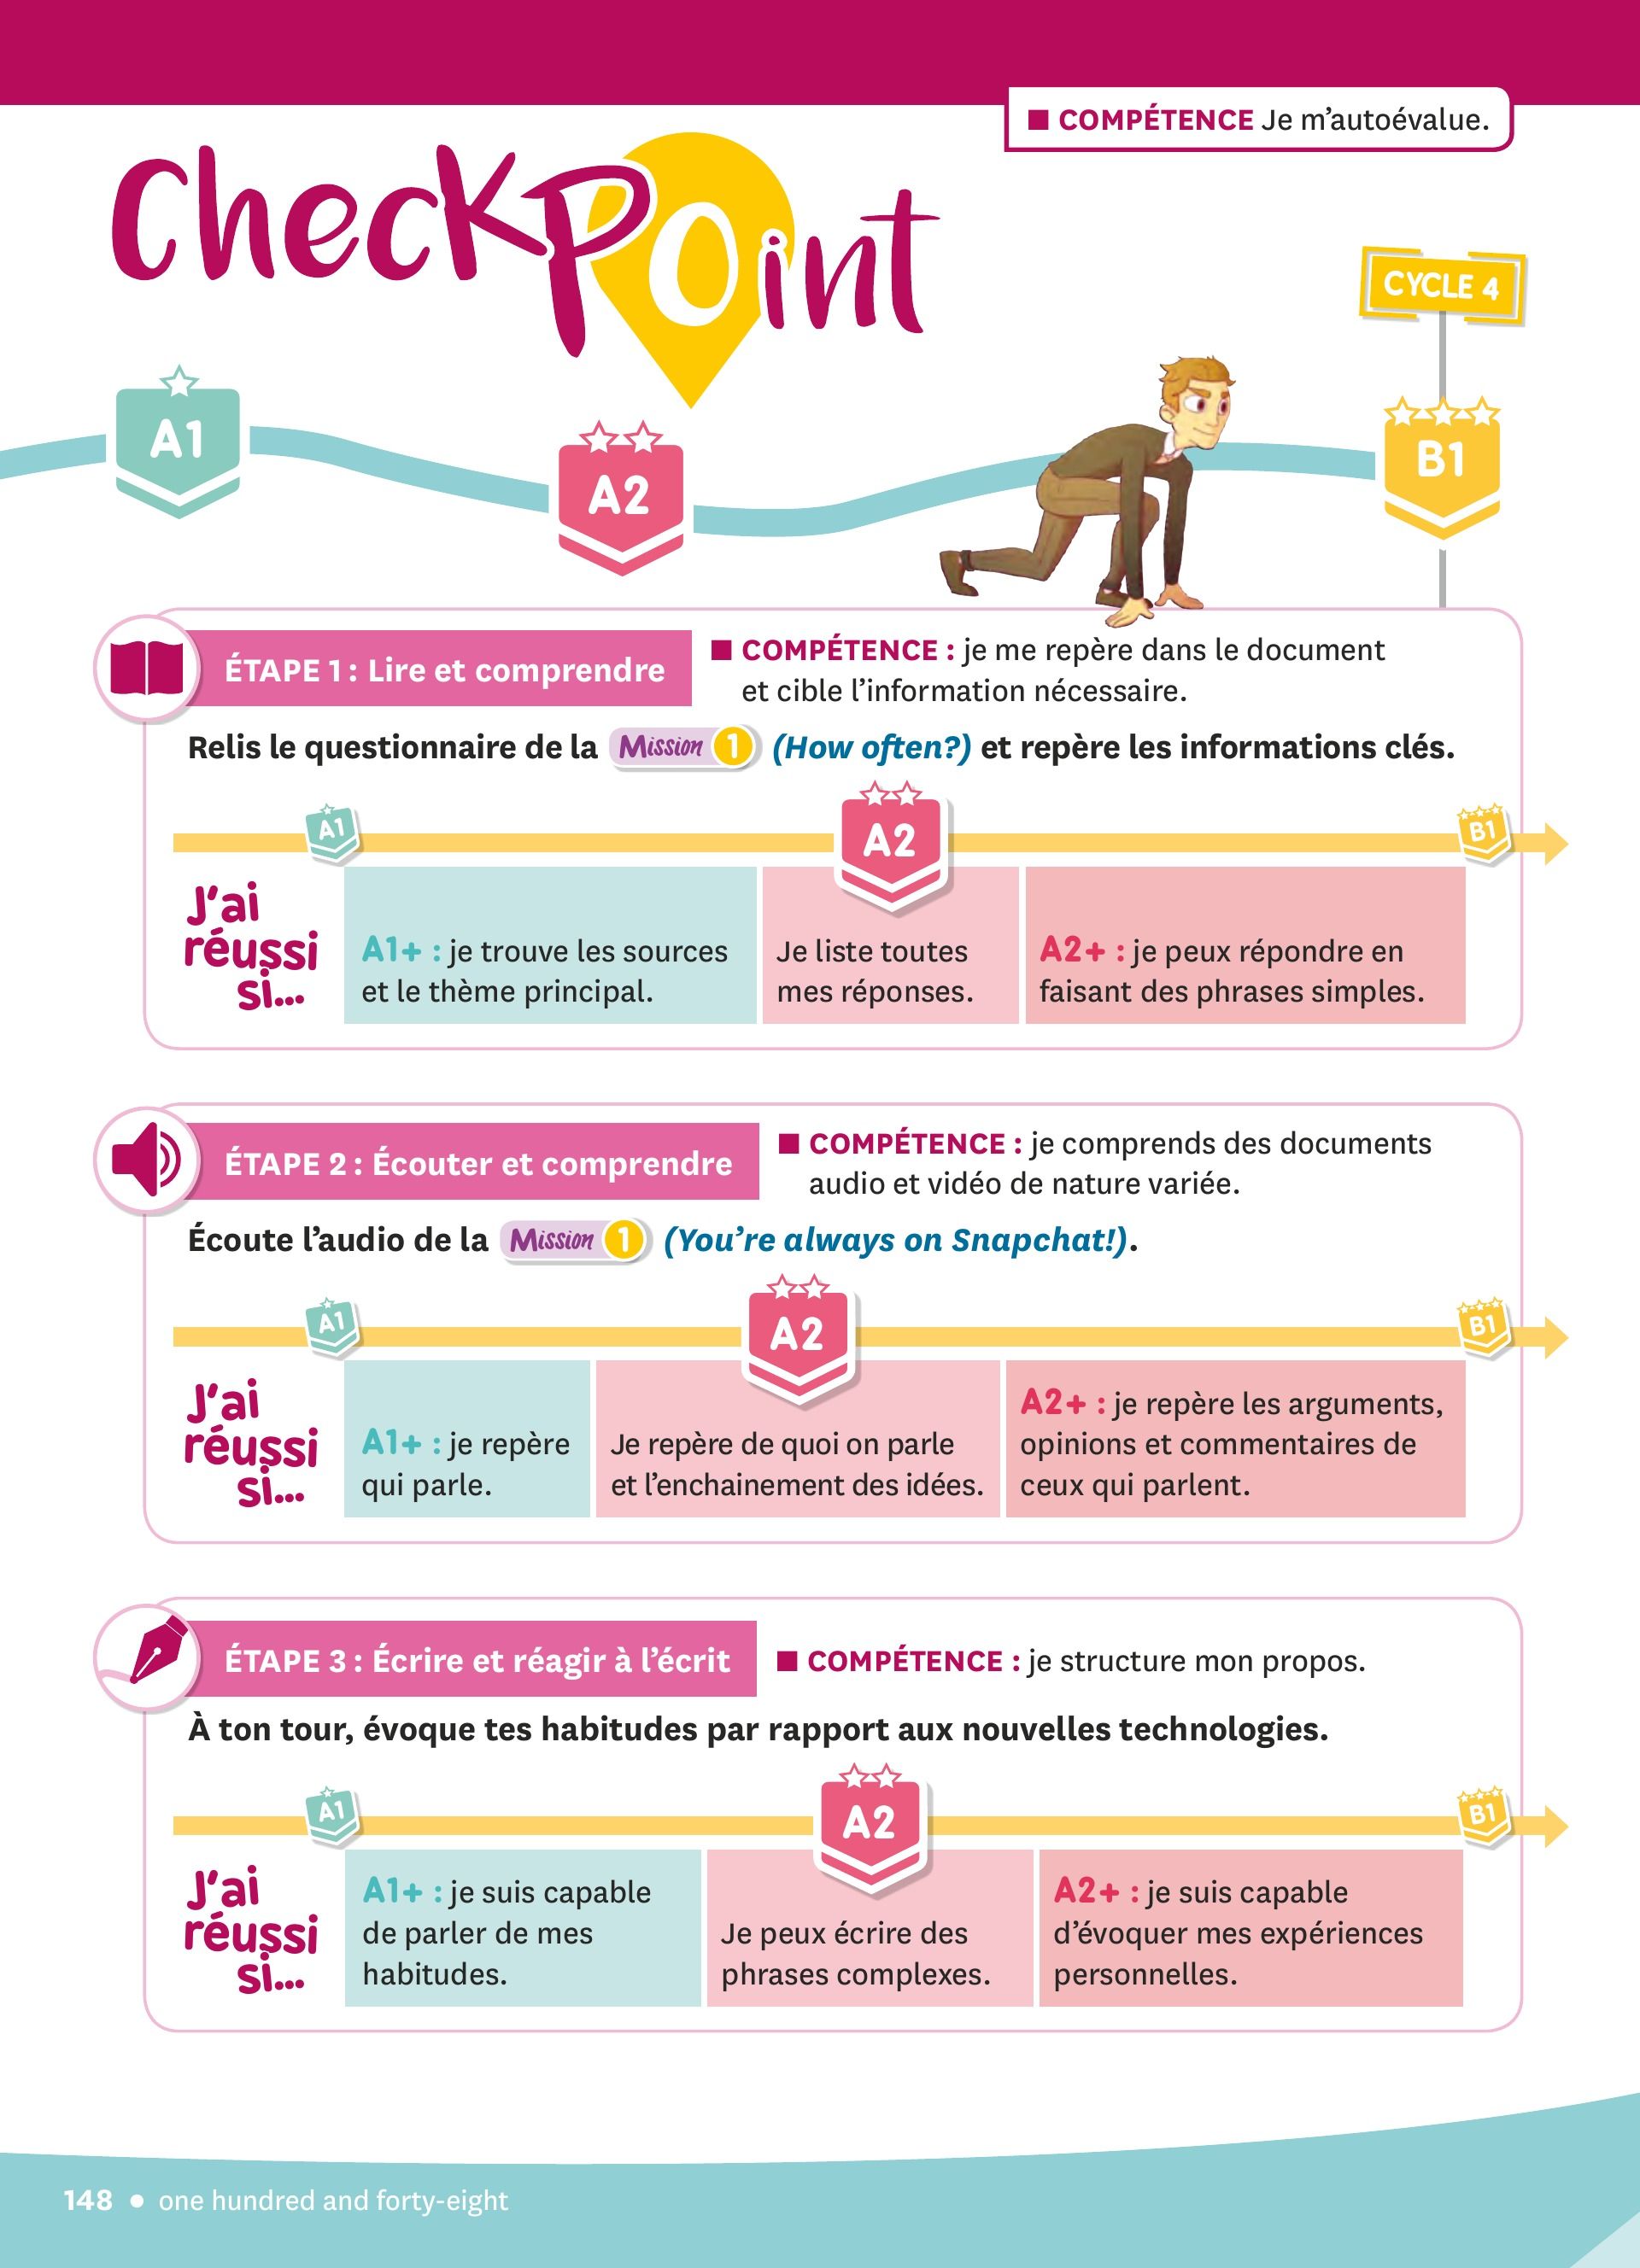 ■ COMPÉTENCE Je m’autoévalue.
CheckPoint
CYCLE 4
A1
A2
B1
ÉTAPE 1 : Lire et comprendre
■ COMPÉTENCE : je me repère dans le document
et cible l’information nécessaire.
Relis le questionnaire de la Mission 1 (How often?) et repère les informations clés.
A1
A2
B1
J’ai
réussi
si...
A1+ : je trouve les sources
et le thème principal.
Je liste toutes
mes réponses.
A2+ : je peux répondre en
faisant des phrases simples.
ÉTAPE 2 : Écouter et comprendre
■ COMPÉTENCE : je comprends des documents
audio et vidéo de nature variée.
Écoute l’audio de la Mission 1 (You’re always on Snapchat!).
A1
A2
B1
J’ai
réussi
si...
A1+ : je repère
qui parle.
Je repère de quoi on parle
et l’enchainement des idées.
A2+ : je repère les arguments,
opinions et commentaires de
ceux qui parlent.
ÉTAPE 3 : Écrire et réagir à l’écrit
■ COMPÉTENCE : je structure mon propos.
À ton tour, évoque tes habitudes par rapport aux nouvelles technologies.
A1
A2
B1
J’ai
réussi
si...
A1+ : je suis capable
de parler de mes
habitudes.
Je peux écrire des
phrases complexes.
A2+ : je suis capable
d’évoquer mes expériences
personnelles.
148 • one hundred and forty-eight